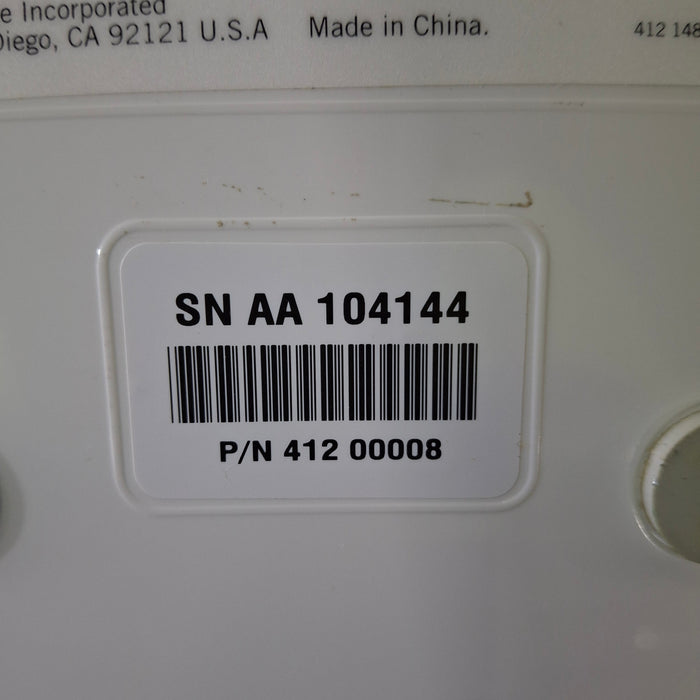 e Incorporated
Diego, CA 92121 U.S.A Made in China.
412 148
SN AA 104144
P/N 412 00008